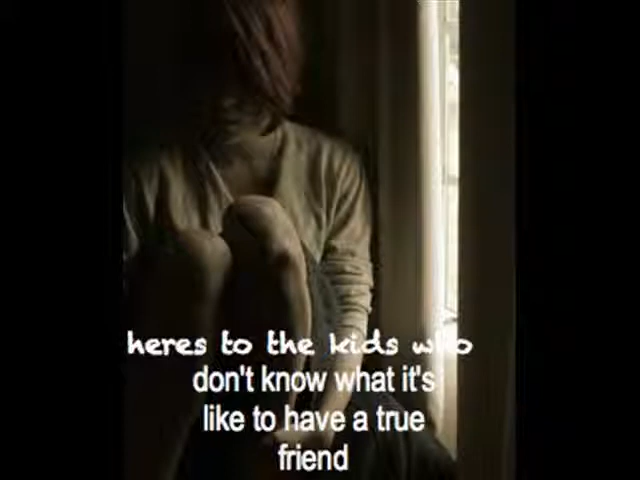 heres to the kids who
don't know what it's
like to have a true
friend